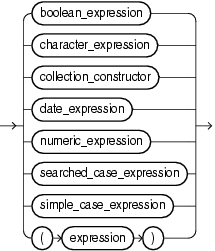 boolean_expression
character_expression
collection_constructor
date_expression
numeric_expression
searched_case_expression
simple_case_expression
( expression )